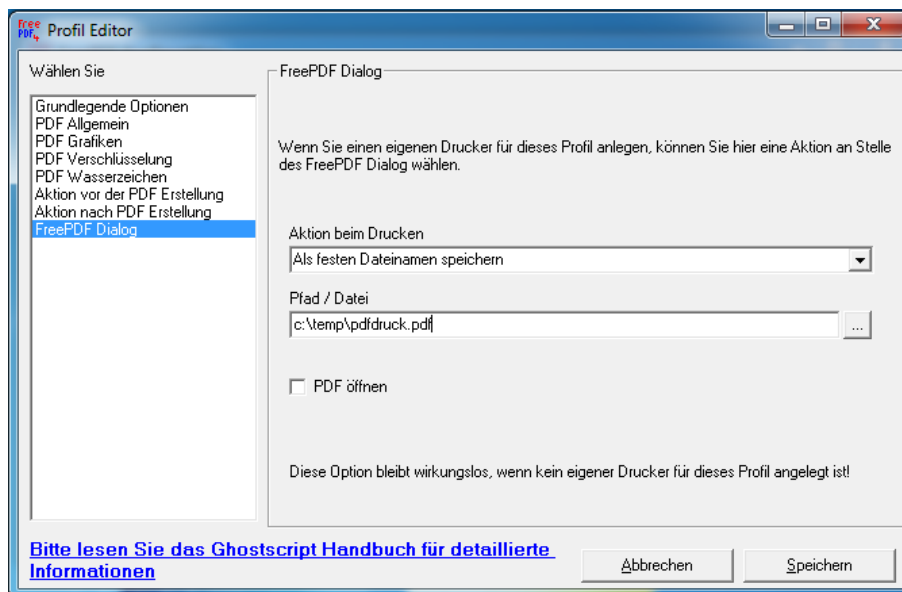 Free
PDF4 Profil Editor
Wählen Sie
Grundlegende Optionen
PDF Allgemein
PDF Grafiken
PDF Verschlüsselung
PDF Wasserzeichen
Aktion vor der PDF Erstellung
Aktion nach PDF Erstellung
FreePDF Dialog
FreePDF Dialog
Wenn Sie einen eigenen Drucker für dieses Profil anlegen, können Sie hier eine Aktion an Stelle
des FreePDF Dialog wählen.
Aktion beim Drucken
Als festen Dateinamen speichern
Pfad / Datei
c:\temp\pdfdruck.pdf
...
PDF öffnen
Diese Option bleibt wirkungslos, wenn kein eigener Drucker für dieses Profil angelegt ist!
Bitte lesen Sie das Ghostscript Handbuch für detaillierte
Informationen
Abbrechen
Speichern